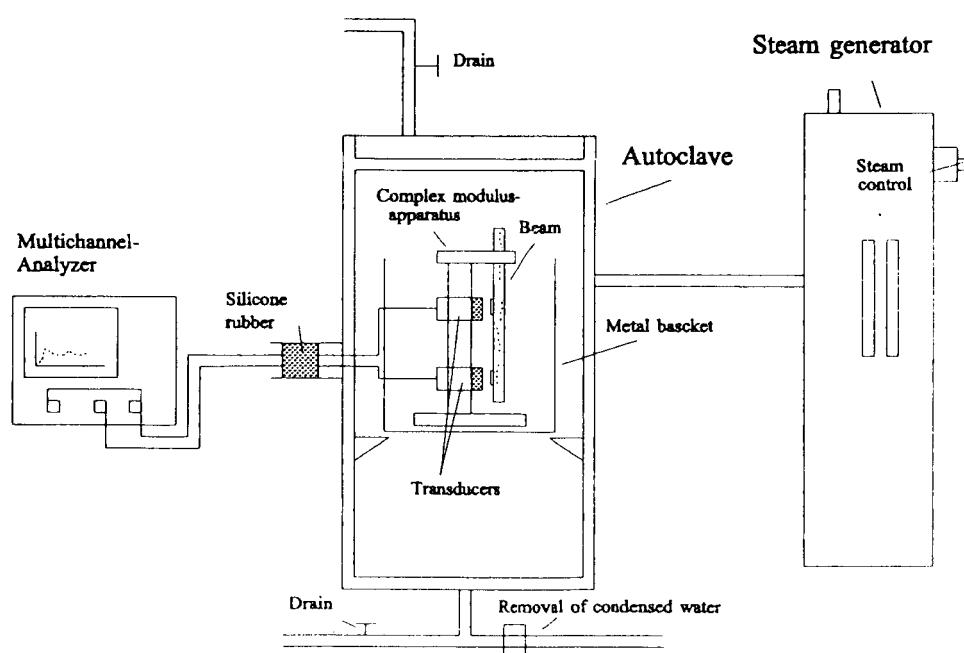 Drain
Steam generator
Autoclave
Steam
control
Complex modulus-
apparatus
Beam
Multichannel-
Analyzer
Silicone
rubber
Metal bascket
Transducers
Drain
Removal of condensed water